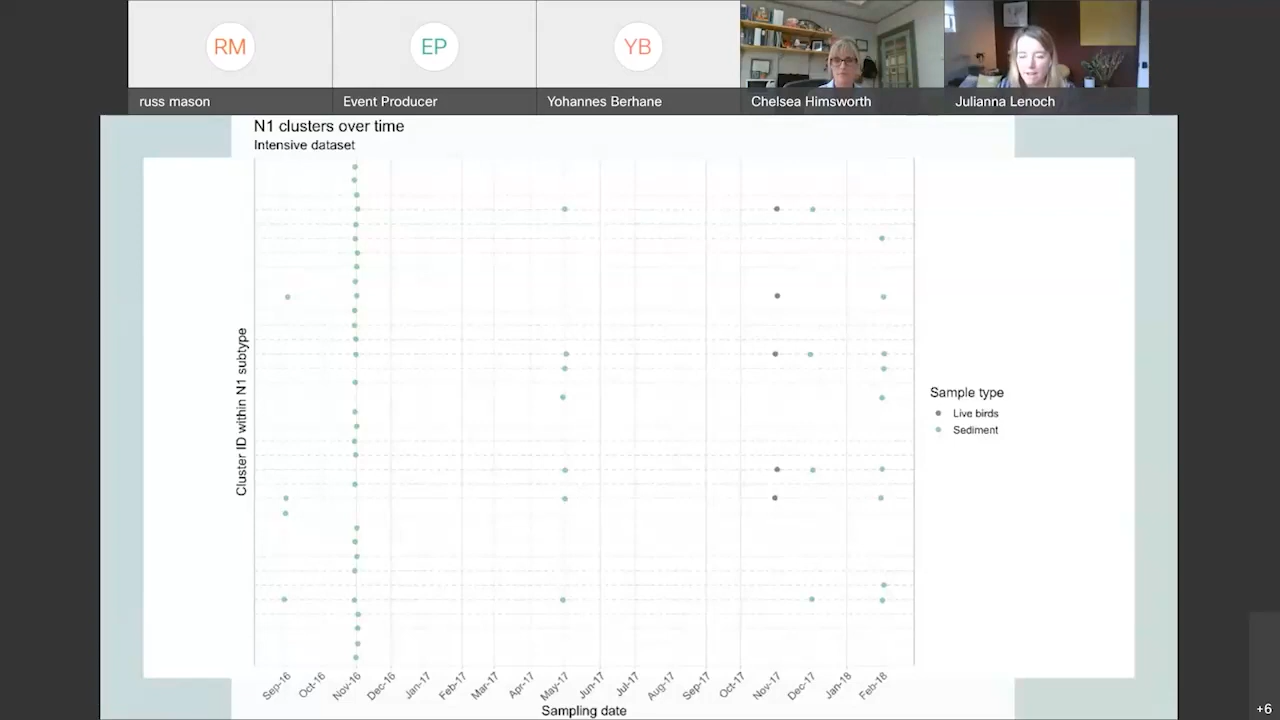 RM
EP
YB
russ mason
Event Producer
Yohannes Berhane
Chelsea Himsworth
Julianna Lenoch
N1 clusters over time
Intensive dataset
Cluster ID within N1 subtype
Sample type
Live birds
Sediment
Sep-16
Oct-16
Nov-16
Dec-16
Jan-17
Feb-17
Mar-17
Apr-17
May-17
Jun-17
Jul-17
Aug-17
Sep-17
Oct-17
Nov-17
Dec-17
Jan-18
Feb-18
Sampling date
+6